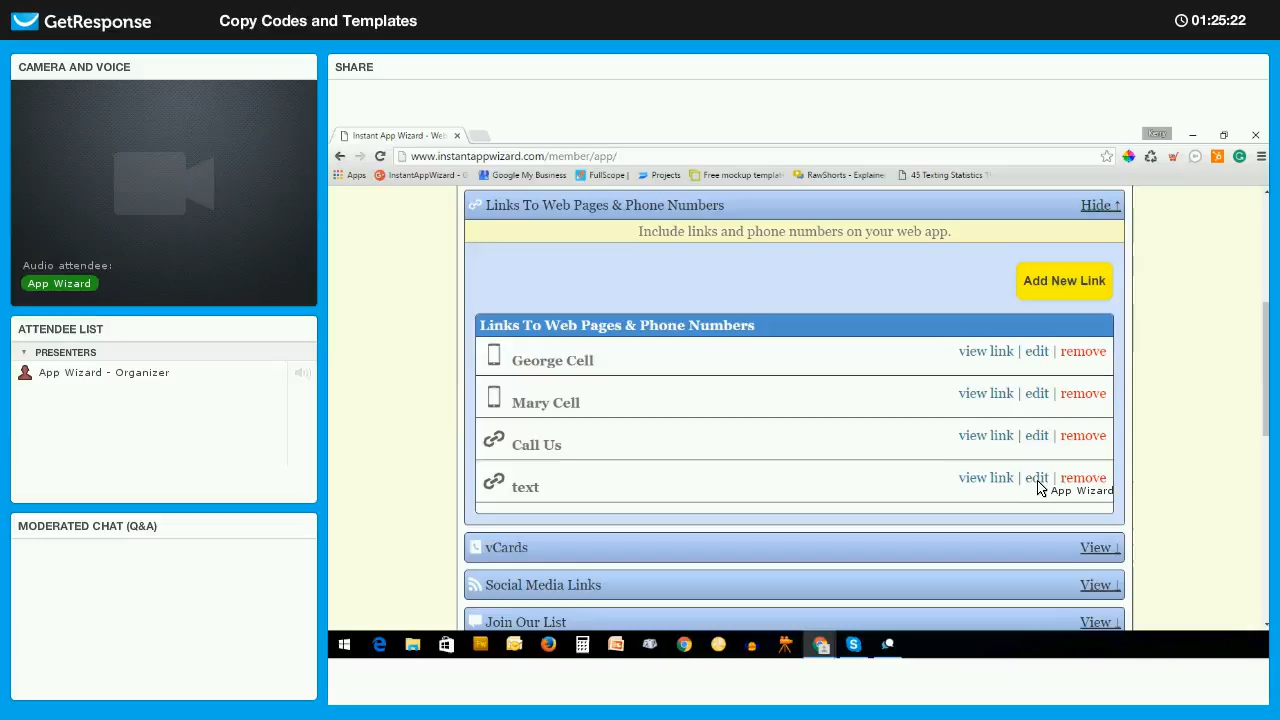 GetResponse
Copy Codes and Templates
01:25:22
CAMERA AND VOICE
Audio attendee:
App Wizard
ATTENDEE LIST
PRESENTERS
App Wizard - Organizer
MODERATED CHAT (Q&A)
SHARE
Instant App Wizard - Web
Kerry
www.instantappwizard.com/member/app/
Apps
InstantAppWizard - G
Google My Business
FullScope |
Projects
Free mockup templat
RawShorts - Explaine
45 Texting Statistics T
Links To Web Pages & Phone Numbers
Hide ↑
Include links and phone numbers on your web app.
Add New Link
Links To Web Pages & Phone Numbers
George Cell
view link | edit | remove
Mary Cell
view link | edit | remove
Call Us
view link | edit | remove
text
view link | edit | remove
App Wizard
vCards
View ↓
Social Media Links
View ↓
Join Our List
View ↓